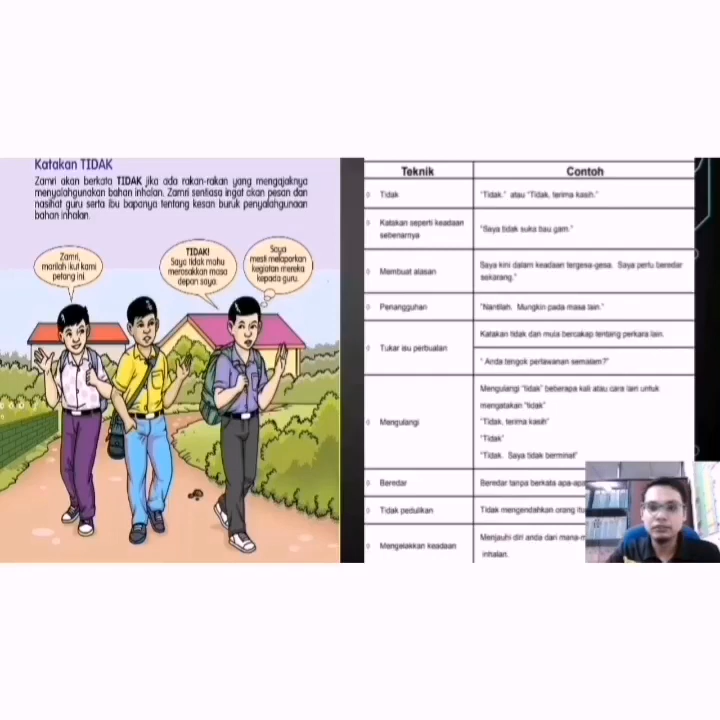 Katakan TIDAK
Zamri akan berkata TIDAK jika ada rakan-rakan yang mengajaknya
menyalahgunakan bahan inhalan. Zamri sentiasa ingat akan pesan dan
nasihat guru serta ibu bapanya tentang kesan buruk penyalahgunaan
bahan inhalan.
Zamri,
marilah ikut kami
petang ini.
TIDAK!
Saya tidak mahu
merosakkan masa
depan saya.
Saya
mesti melaporkan
kegiatan mereka
kepada guru.
Teknik Contoh
Tidak "Tidak." atau "Tidak, terima kasih."
Katakan seperti keadaan
sebenarnya
"Saya tidak suka bau gam."
Membuat alasan
Saya kini dalam keadaan tergesa-gesa. Saya perlu beredar
sekarang."
Penangguhan "Nantilah. Mungkin pada masa lain."
Tukar isu perbualan
Katakan tidak dan mula bercakap tentang perkara lain.
" Anda tengok perlawanan semalam?"
Mengulangi
Mengulangi "tidak" beberapa kali atau cara lain untuk
mengatakan "tidak"
"Tidak, terima kasih"
"Tidak"
"Tidak. Saya tidak berminat"
Beredar Beredar tanpa berkata apa-apa
Tidak pedulikan Tidak mengendahkan orang itu
Mengelakkan keadaan
Menjauhi diri anda dari
inhalan.